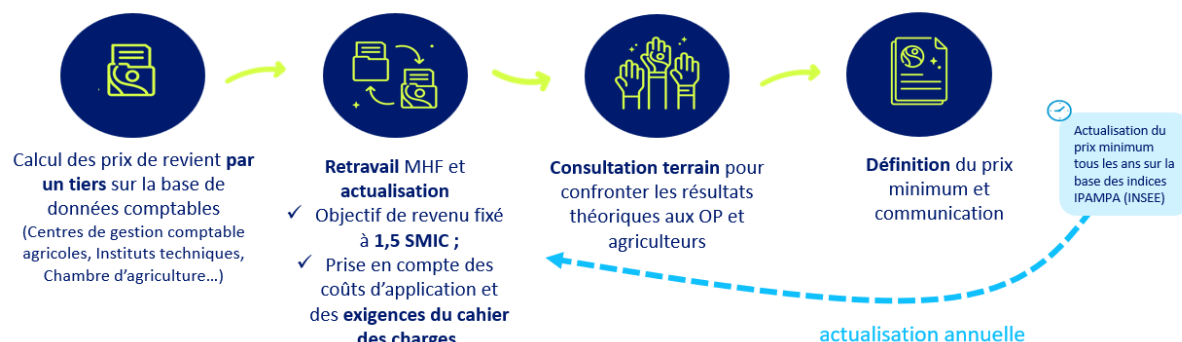 Calcul des prix de revient par
un tiers sur la base de
données comptables
(Centres de gestion comptable
agricoles, Instituts techniques,
Chambre d'agriculture...)
Retravail MHF et
actualisation
✓ Objectif de revenu fixé
à 1,5 SMIC ;
✓ Prise en compte des
coûts d'application et
des exigences du cahier
des charges
Consultation terrain pour
confronter les résultats
théoriques aux OP et
agriculteurs
Définition du prix
minimum et
communication
Actualisation du
prix minimum
tous les ans sur la
base des indices
IPAMPA (INSEE)
actualisation annuelle